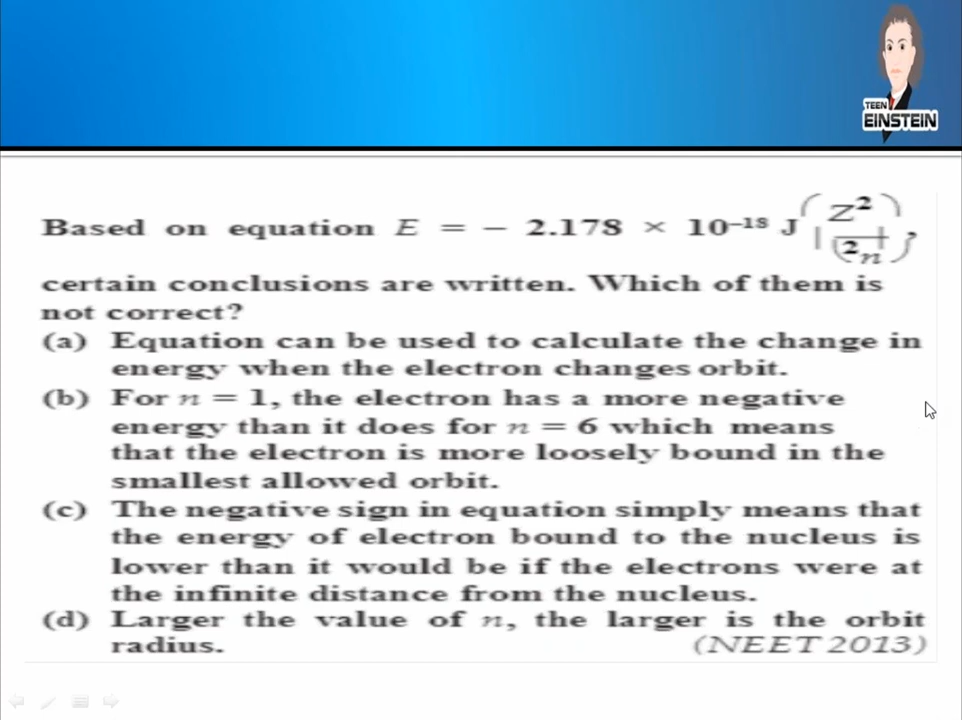 TEEN
EINSTEIN
Based on equation E = – 2.178 × 10⁻¹⁸ J (Z²/²n),
certain conclusions are written. Which of them is
not correct?
(a) Equation can be used to calculate the change in
energy when the electron changes orbit.
(b) For n = 1, the electron has a more negative
energy than it does for n = 6 which means
that the electron is more loosely bound in the
smallest allowed orbit.
(c) The negative sign in equation simply means that
the energy of electron bound to the nucleus is
lower than it would be if the electrons were at
the infinite distance from the nucleus.
(d) Larger the value of n, the larger is the orbit
radius. (NEET 2013)